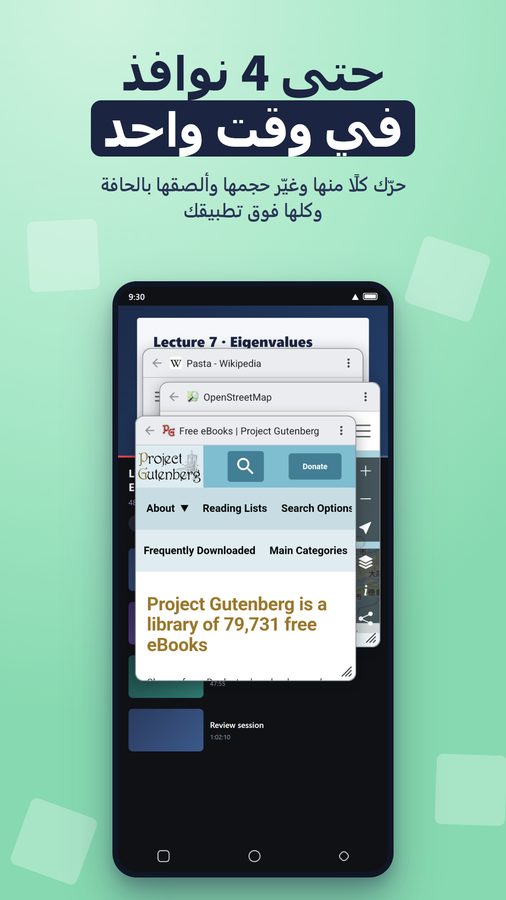 حتى 4 نوافذ
في وقت واحد
حرّك كلًا منها وغيّر حجمها وألصقها بالحافة
وكلها فوق تطبيقك
9:30
Lecture 7 · Eigenvalues
Pasta - Wikipedia
OpenStreetMap
Free eBooks | Project Gutenberg
Project
Gutenberg
Donate
About ▼ Reading Lists Search Options
Frequently Downloaded Main Categories
Project Gutenberg is a
library of 79,731 free
eBooks
47:55
Review session
1:02:10